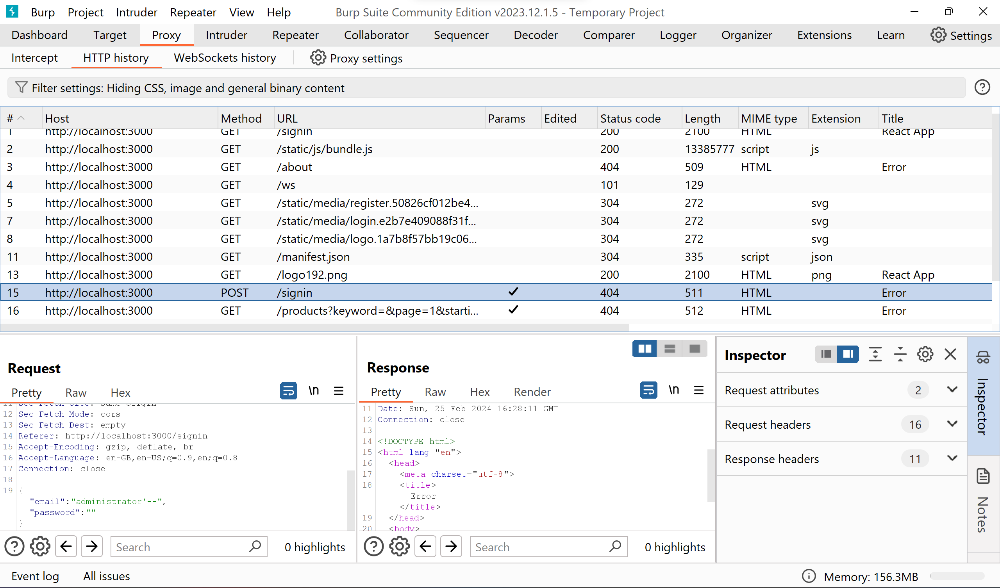 Burp Project Intruder Repeater View Help Burp Suite Community Edition v2023.12.1.5 - Temporary Project
Dashboard Target Proxy Intruder Repeater Collaborator Sequencer Decoder Comparer Logger Organizer Extensions Learn Settings
Intercept HTTP history WebSockets history Proxy settings
Filter settings: Hiding CSS, image and general binary content
# Host Method URL Params Edited Status code Length MIME type Extension Title
1 http://localhost:3000 GET /signin 200 2100 HTML React App
2 http://localhost:3000 GET /static/js/bundle.js 200 13385777 script js
3 http://localhost:3000 GET /about 404 509 HTML Error
4 http://localhost:3000 GET /ws 101 129
5 http://localhost:3000 GET /static/media/register.50826cf012be4... 304 272 svg
7 http://localhost:3000 GET /static/media/login.e2b7e409088f31f... 304 272 svg
8 http://localhost:3000 GET /static/media/logo.1a7b8f57bb19c06... 304 272 svg
11 http://localhost:3000 GET /manifest.json 304 335 script json
13 http://localhost:3000 GET /logo192.png 200 2100 HTML png React App
15 http://localhost:3000 POST /signin ✓ 404 511 HTML Error
16 http://localhost:3000 GET /products?keyword=&page=1&starti... ✓ 404 512 HTML Error
Request
Pretty Raw Hex \n
11 Sec-Fetch-Site: same-origin
12 Sec-Fetch-Mode: cors
13 Sec-Fetch-Dest: empty
14 Referer: http://localhost:3000/signin
15 Accept-Encoding: gzip, deflate, br
16 Accept-Language: en-GB,en-US;q=0.9,en;q=0.8
17 Connection: close
18
19 {
"email":"administrator'--",
"password":""
}
Search 0 highlights
Response
Pretty Raw Hex Render \n
11 Date: Sun, 25 Feb 2024 16:28:11 GMT
12 Connection: close
13
14 <!DOCTYPE html>
15 <html lang="en">
16 <head>
17 <meta charset="utf-8">
18 <title>
Error
</title>
19 </head>
20 <body>
Search 0 highlights
Inspector
Request attributes 2
Request headers 16
Response headers 11
Inspector
Notes
Event log All issues Memory: 156.3MB